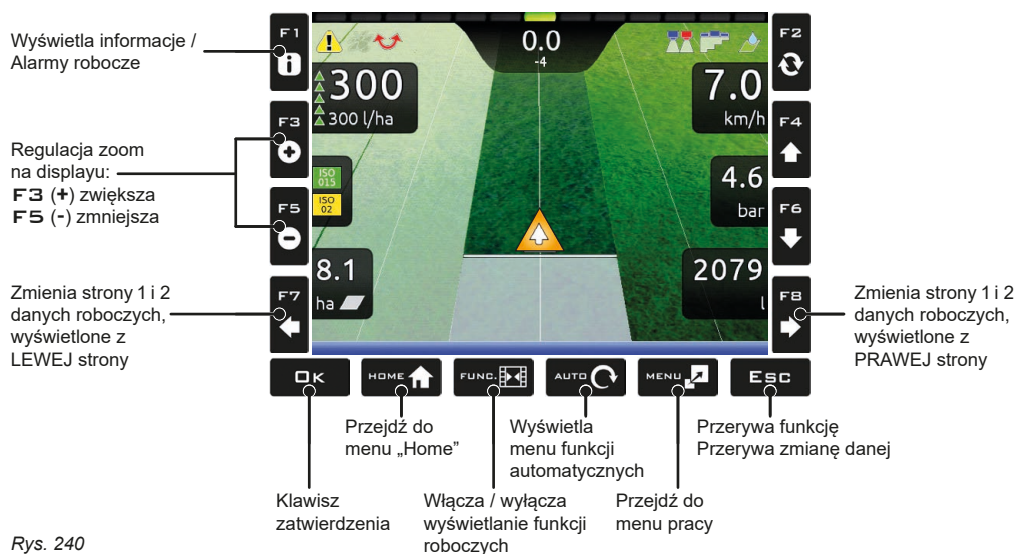 Wyświetla informacje /
Alarmy robocze
Regulacja zoom
na displayu:
F3 (+) zwiększa
F5 (-) zmniejsza
Zmienia strony 1 i 2
danych roboczych,
wyświetlone z
LEWEJ strony
F1
F3
F5
F7
0.0
-4
300
300 l/ha
ISO
015
ISO
02
8.1
ha
7.0
km/h
4.6
bar
2079
l
F2
F4
F6
F8
Zmienia strony 1 i 2
danych roboczych,
wyświetlone z
PRAWEJ strony
OK
HOME
FUNC.
AUTO
MENU
ESC
Przejdź do
menu „Home”
Wyświetla
menu funkcji
automatycznych
Przerywa funkcję
Przerywa zmianę danej
Klawisz
zatwierdzenia
Włącza / wyłącza
wyświetlanie funkcji
roboczych
Przejdź do
menu pracy
Rys. 240